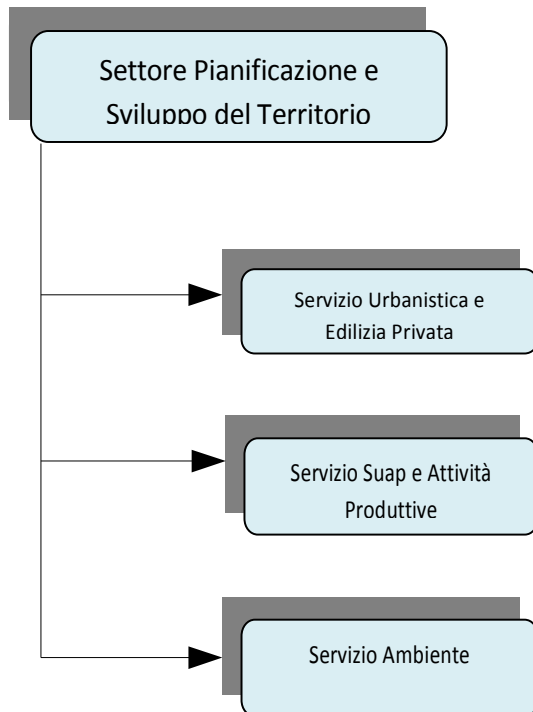 Settore Pianificazione e
Sviluppo del Territorio
Servizio Urbanistica e
Edilizia Privata
Servizio Suap e Attività
Produttive
Servizio Ambiente